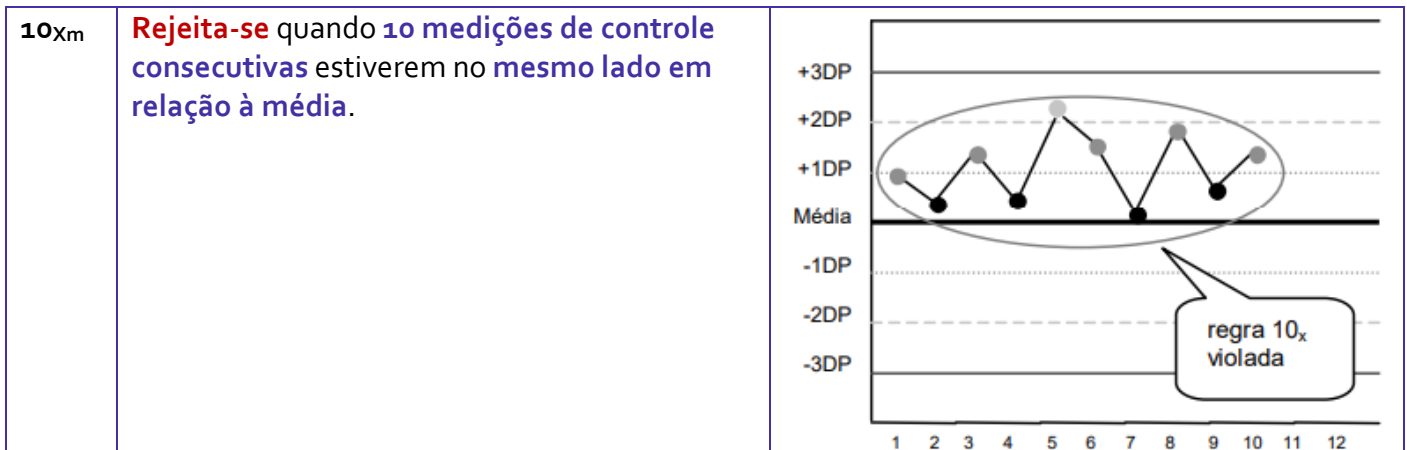 10Xm
Rejeita-se quando 10 medições de controle
consecutivas estiverem no mesmo lado em
relação à média.
+3DP
+2DP
+1DP
Média
-1DP
-2DP
-3DP
regra 10x
violada
1 2 3 4 5 6 7 8 9 10 11 12